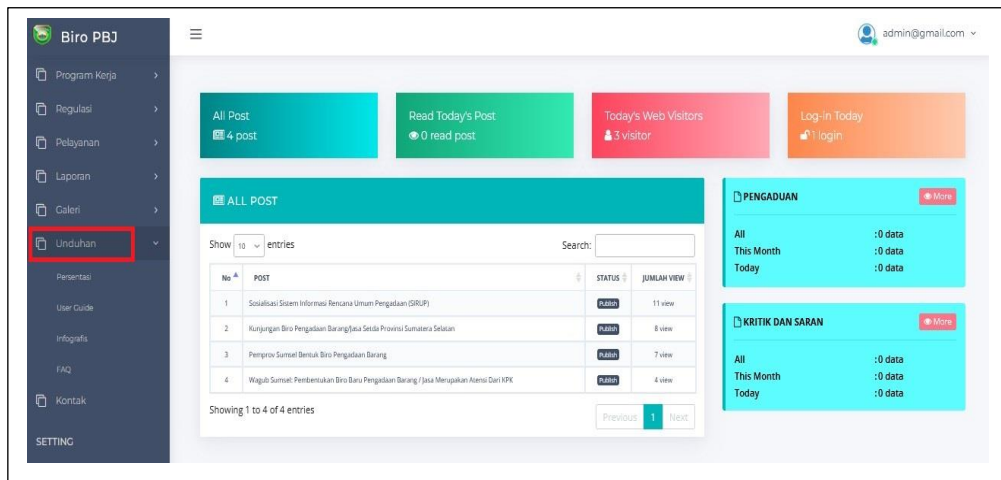 Biro PBJ
admin@gmail.com
Program Kerja
Regulasi
Pelayanan
Laporan
Galeri
Unduhan
Persentasi
User Guide
Infografis
FAQ
Kontak
SETTING
All Post
4 post
Read Today's Post
0 read post
Today's Web Visitors
3 visitor
Log-in Today
1 login
ALL POST
Show 10 entries
Search:
No POST STATUS JUMLAH VIEW
1 Sosialisasi Sistem Informasi Rencana Umum Pengadaan (SIRUP) Publish 11 view
2 Kunjungan Biro Pengadaan Barang/Jasa Setda Provinsi Sumatera Selatan Publish 8 view
3 Pemprov Sumsel Bentuk Biro Pengadaan Barang Publish 7 view
4 Wagub Sumsel: Pembentukan Biro Baru Pengadaan Barang / Jasa Merupakan Atensi Dari KPK Publish 4 view
Showing 1 to 4 of 4 entries
Previous 1 Next
PENGADUAN
More
All :0 data
This Month :0 data
Today :0 data
KRITIK DAN SARAN
More
All :0 data
This Month :0 data
Today :0 data